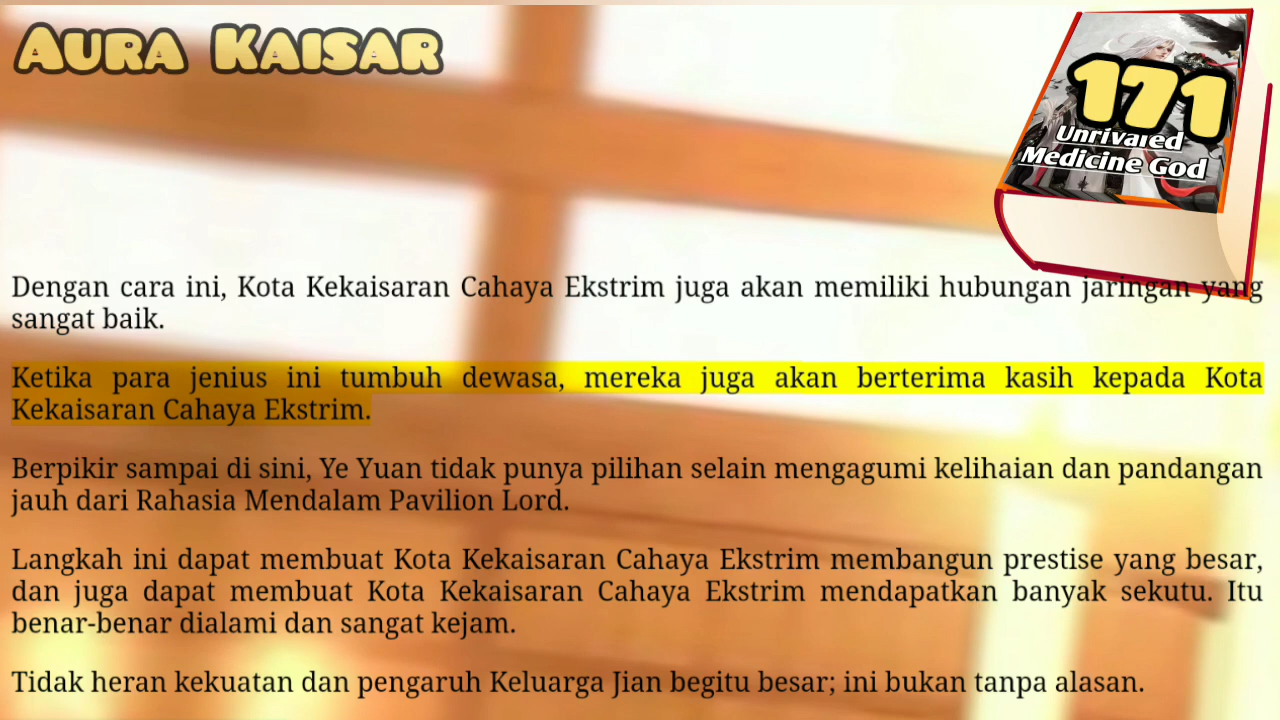 Aura Kaisar
171
Unrivaled
Medicine God
Dengan cara ini, Kota Kekaisaran Cahaya Ekstrim juga akan memiliki hubungan jaringan yang
sangat baik.
Ketika para jenius ini tumbuh dewasa, mereka juga akan berterima kasih kepada Kota
Kekaisaran Cahaya Ekstrim.
Berpikir sampai di sini, Ye Yuan tidak punya pilihan selain mengagumi kelihaian dan pandangan
jauh dari Rahasia Mendalam Pavilion Lord.
Langkah ini dapat membuat Kota Kekaisaran Cahaya Ekstrim membangun prestise yang besar,
dan juga dapat membuat Kota Kekaisaran Cahaya Ekstrim mendapatkan banyak sekutu. Itu
benar-benar dialami dan sangat kejam.
Tidak heran kekuatan dan pengaruh Keluarga Jian begitu besar; ini bukan tanpa alasan.